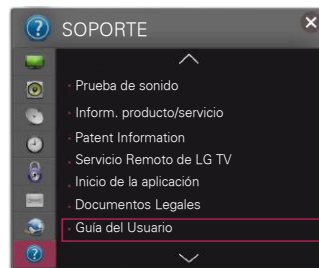 SOPORTE
Prueba de sonido
Inform. producto/servicio
Patent Information
Servicio Remoto de LG TV
Inicio de la aplicación
Documentos Legales
Guía del Usuario